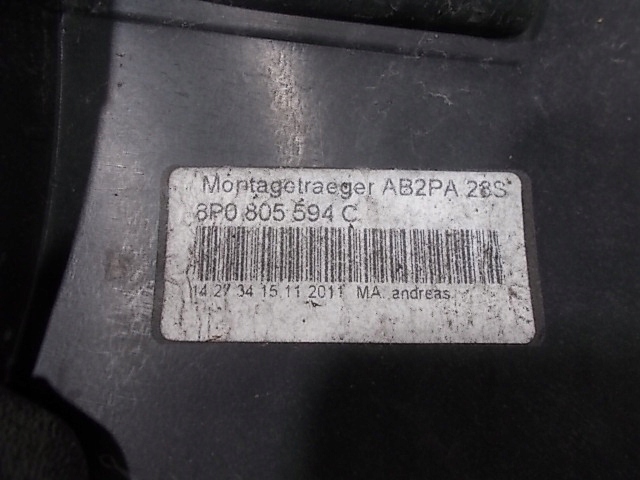 Montagetraeger AB2PA 28S
8P0 805 594 C
14 27 34 15.11 2011 MA. andreas